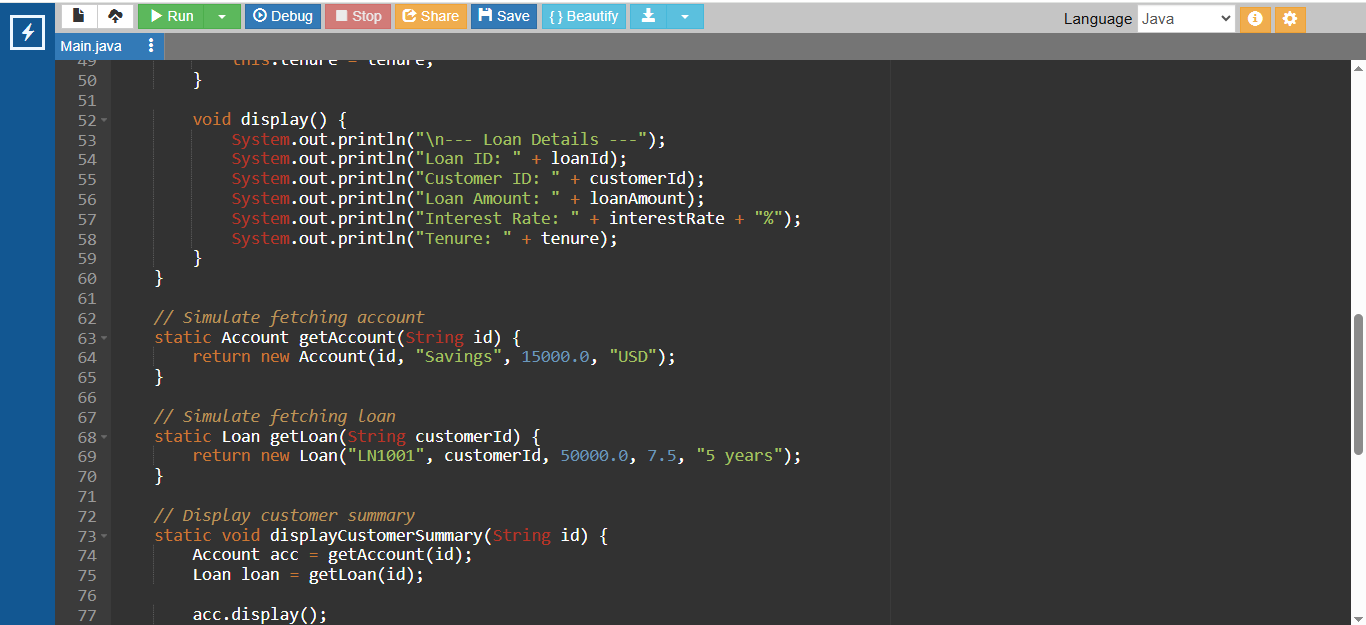 Run Debug Stop Share Save { } Beautify Language Java
Main.java
49 this.tenure = tenure;
50 }
51
52 void display() {
53 System.out.println("\n--- Loan Details ---");
54 System.out.println("Loan ID: " + loanId);
55 System.out.println("Customer ID: " + customerId);
56 System.out.println("Loan Amount: " + loanAmount);
57 System.out.println("Interest Rate: " + interestRate + "%");
58 System.out.println("Tenure: " + tenure);
59 }
60 }
61
62 // Simulate fetching account
63 static Account getAccount(String id) {
64 return new Account(id, "Savings", 15000.0, "USD");
65 }
66
67 // Simulate fetching loan
68 static Loan getLoan(String customerId) {
69 return new Loan("LN1001", customerId, 50000.0, 7.5, "5 years");
70 }
71
72 // Display customer summary
73 static void displayCustomerSummary(String id) {
74 Account acc = getAccount(id);
75 Loan loan = getLoan(id);
76
77 acc.display();